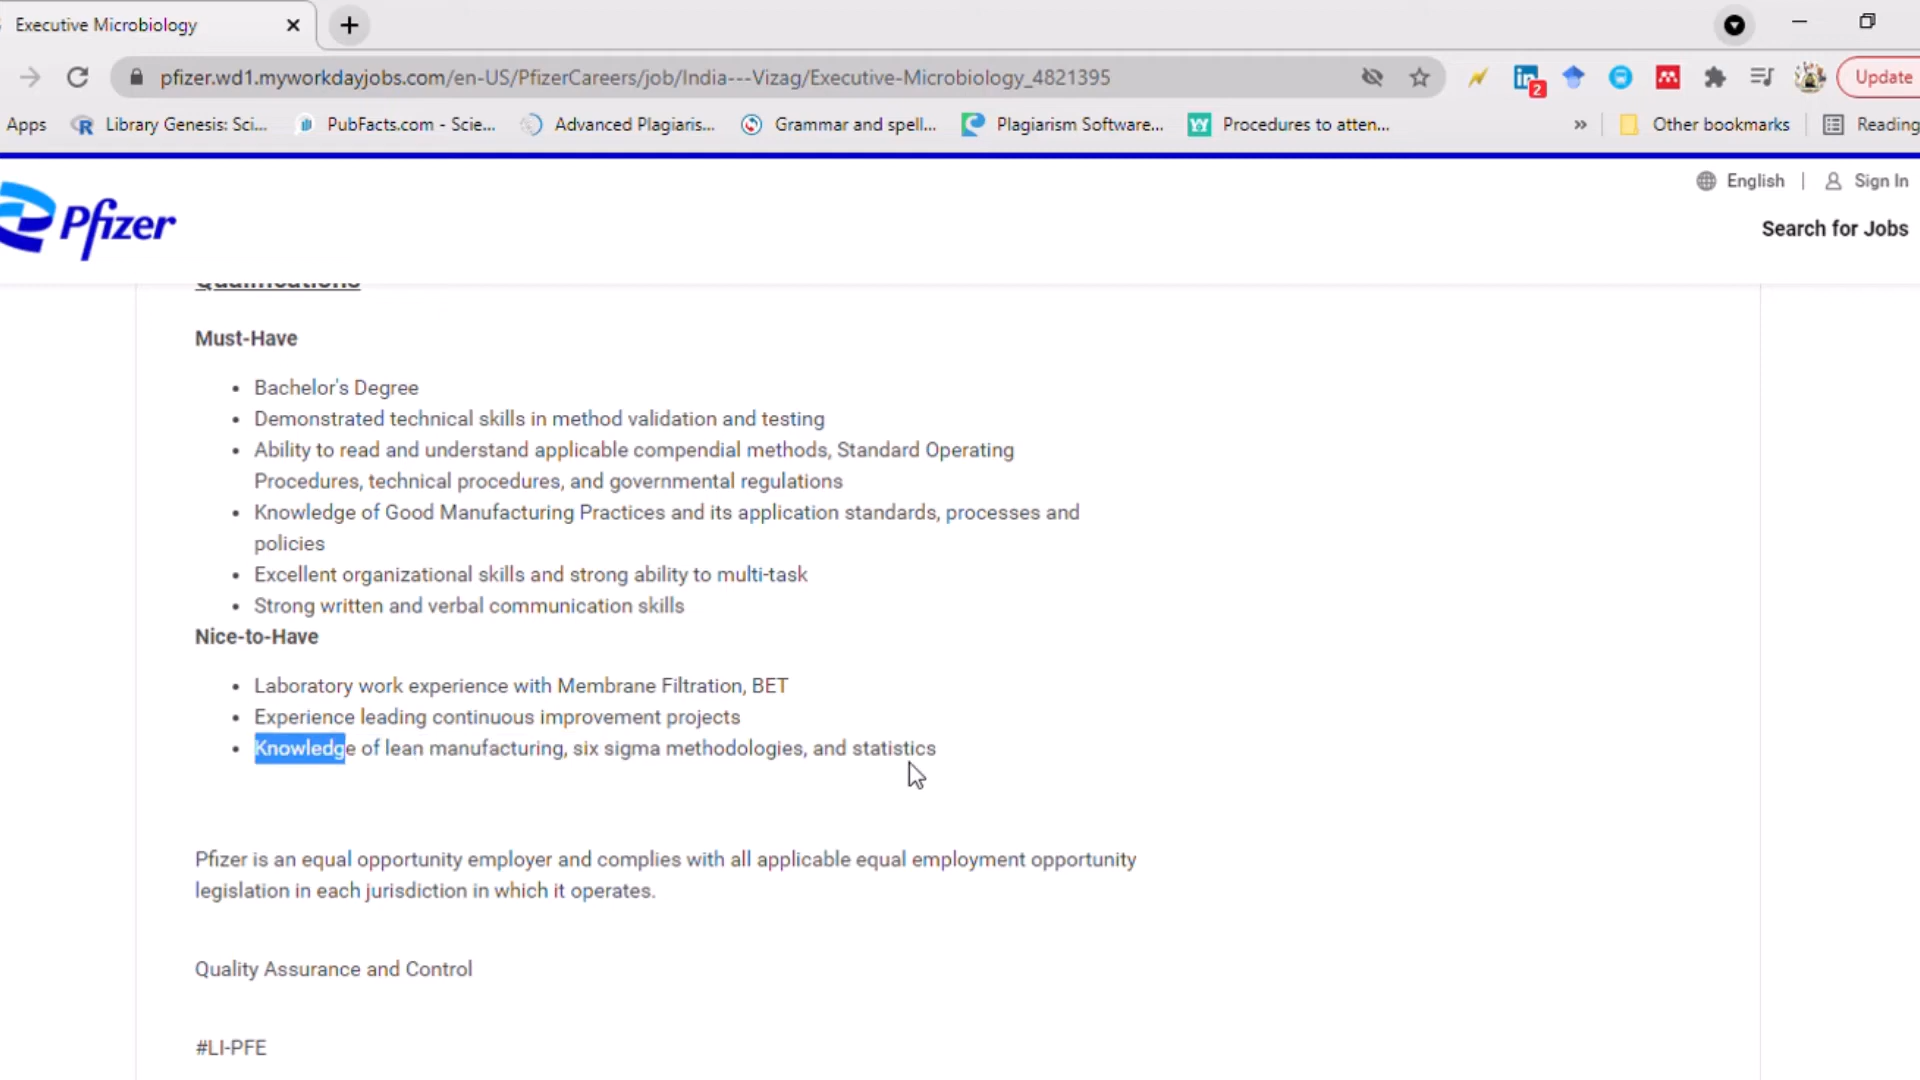 Executive Microbiology
pfizer.wd1.myworkdayjobs.com/en-US/PfizerCareers/job/India---Vizag/Executive-Microbiology_4821395
2
Update
Apps
Library Genesis: Sci...
PubFacts.com - Scie...
Advanced Plagiaris...
Grammar and spell...
Plagiarism Software...
Procedures to atten...
»
Other bookmarks
Reading
Pfizer
English | Sign In
Search for Jobs
Qualifications
Must-Have
• Bachelor's Degree
• Demonstrated technical skills in method validation and testing
• Ability to read and understand applicable compendial methods, Standard Operating
Procedures, technical procedures, and governmental regulations
• Knowledge of Good Manufacturing Practices and its application standards, processes and
policies
• Excellent organizational skills and strong ability to multi-task
• Strong written and verbal communication skills
Nice-to-Have
• Laboratory work experience with Membrane Filtration, BET
• Experience leading continuous improvement projects
• Knowledge of lean manufacturing, six sigma methodologies, and statistics
Pfizer is an equal opportunity employer and complies with all applicable equal employment opportunity
legislation in each jurisdiction in which it operates.
Quality Assurance and Control
#LI-PFE